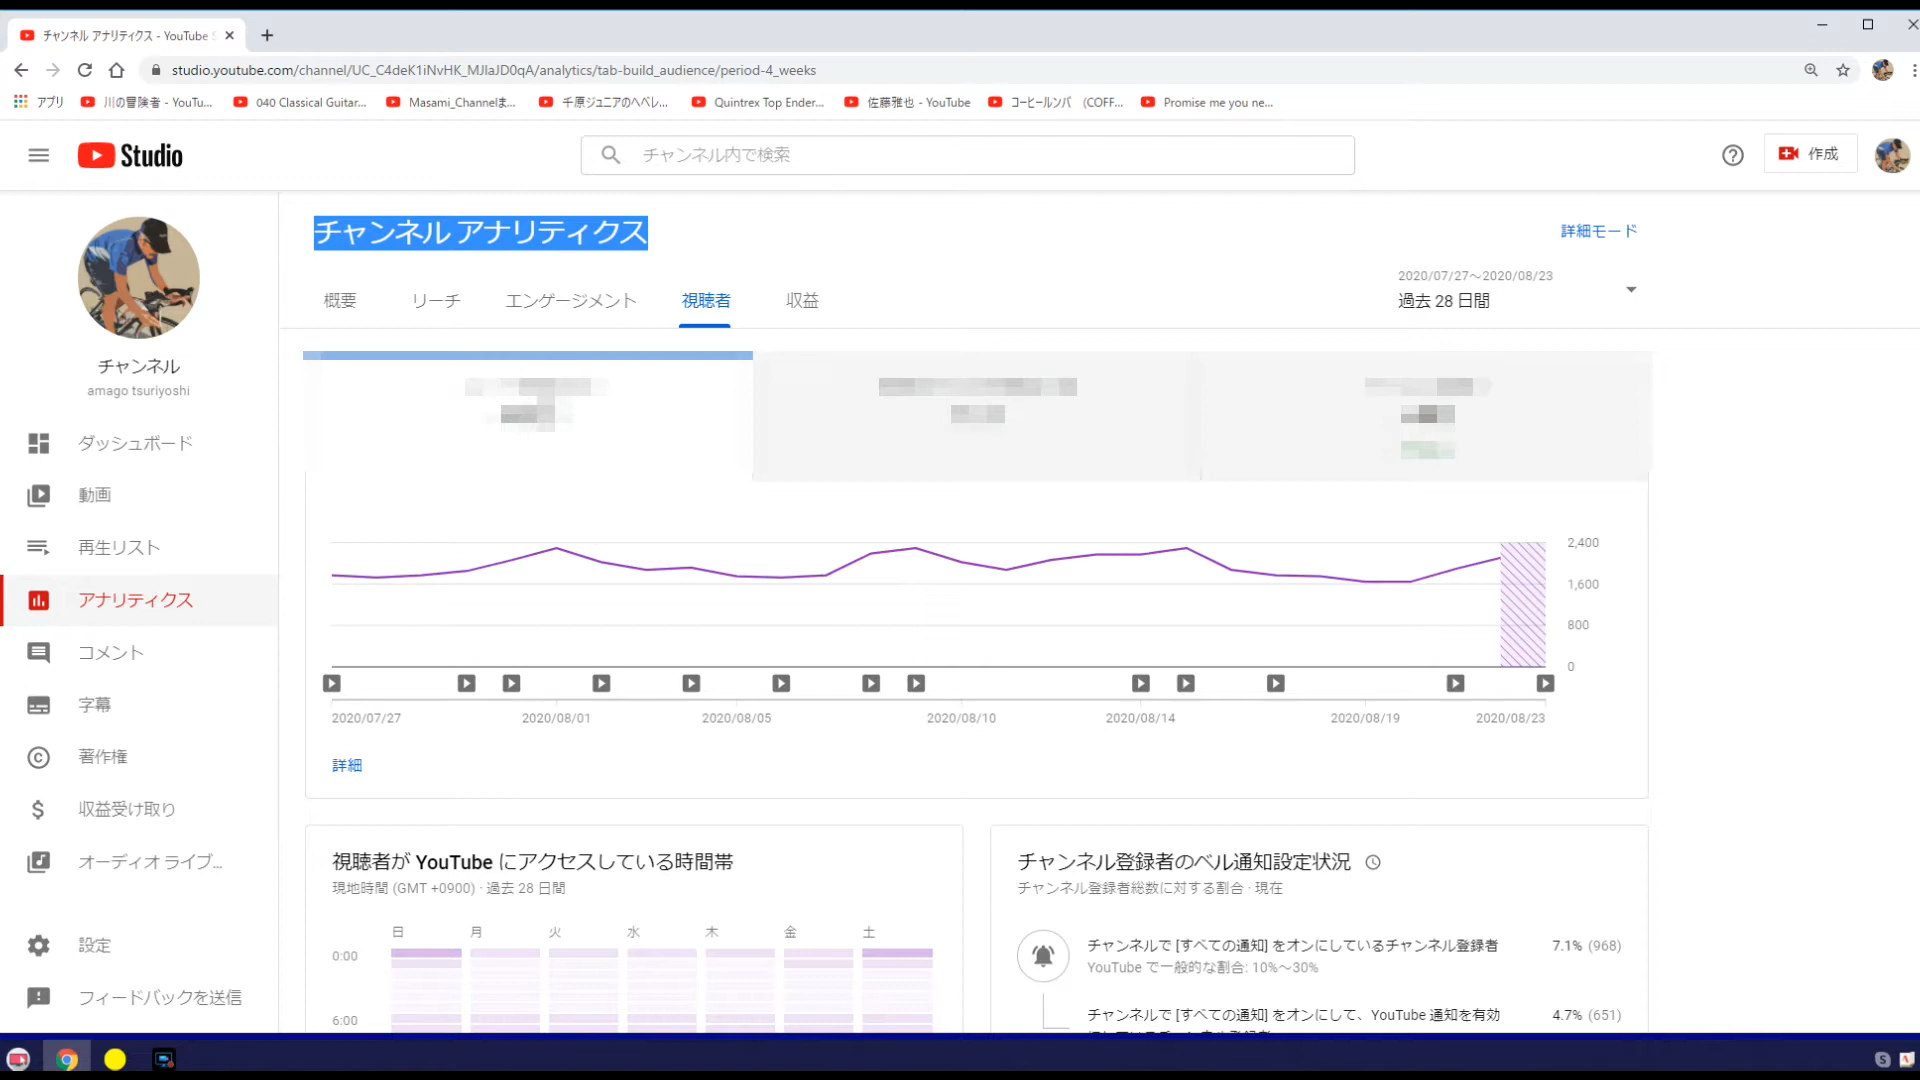 チャンネル アナリティクス - YouTube S
studio.youtube.com/channel/UC_C4deK1iNvHK_MJIaJD0qA/analytics/tab-build_audience/period-4_weeks
アプリ 川の冒険者 - YouTu... 040 Classical Guitar... Masami_Channelま... 千原ジュニアのヘベレ... Quintrex Top Ender... 佐藤雅也 - YouTube コーヒールンバ (COFF... Promise me you ne...
Studio
チャンネル内で検索
作成
チャンネル アナリティクス
詳細モード
概要 リーチ エンゲージメント 視聴者 収益
2020/07/27～2020/08/23
過去 28 日間
チャンネル
amago tsuriyoshi
ダッシュボード
動画
再生リスト
アナリティクス
コメント
字幕
著作権
収益受け取り
オーディオ ライブ...
設定
フィードバックを送信
2,400
1,600
800
0
2020/07/27 2020/08/01 2020/08/05 2020/08/10 2020/08/14 2020/08/19 2020/08/23
詳細
視聴者が YouTube にアクセスしている時間帯
現地時間 (GMT +0900) · 過去 28 日間
日 月 火 水 木 金 土
0:00
6:00
チャンネル登録者のベル通知設定状況
チャンネル登録者総数に対する割合 · 現在
チャンネルで [すべての通知] をオンにしているチャンネル登録者 7.1% (968)
YouTube で一般的な割合: 10%～30%
チャンネルで [すべての通知] をオンにして、YouTube 通知を有効 4.7% (651)